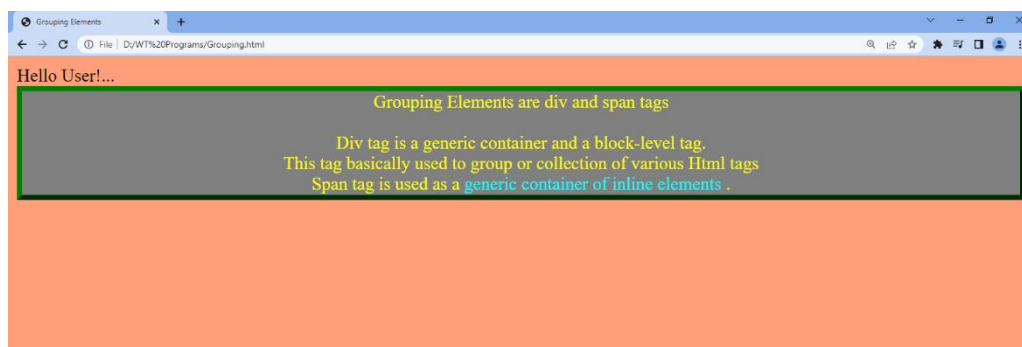 Grouping Elements
File D:/WT%20Programs/Grouping.html
Hello User!...
Grouping Elements are div and span tags
Div tag is a generic container and a block-level tag.
This tag basically used to group or collection of various Html tags
Span tag is used as a generic container of inline elements .